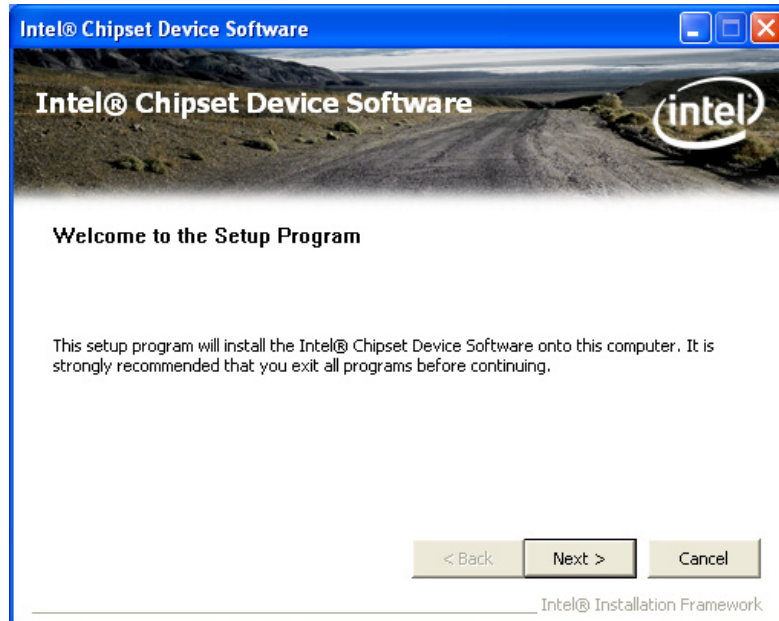 Intel® Chipset Device Software
Intel® Chipset Device Software
intel
Welcome to the Setup Program
This setup program will install the Intel® Chipset Device Software onto this computer. It is
strongly recommended that you exit all programs before continuing.
< Back Next > Cancel
Intel® Installation Framework